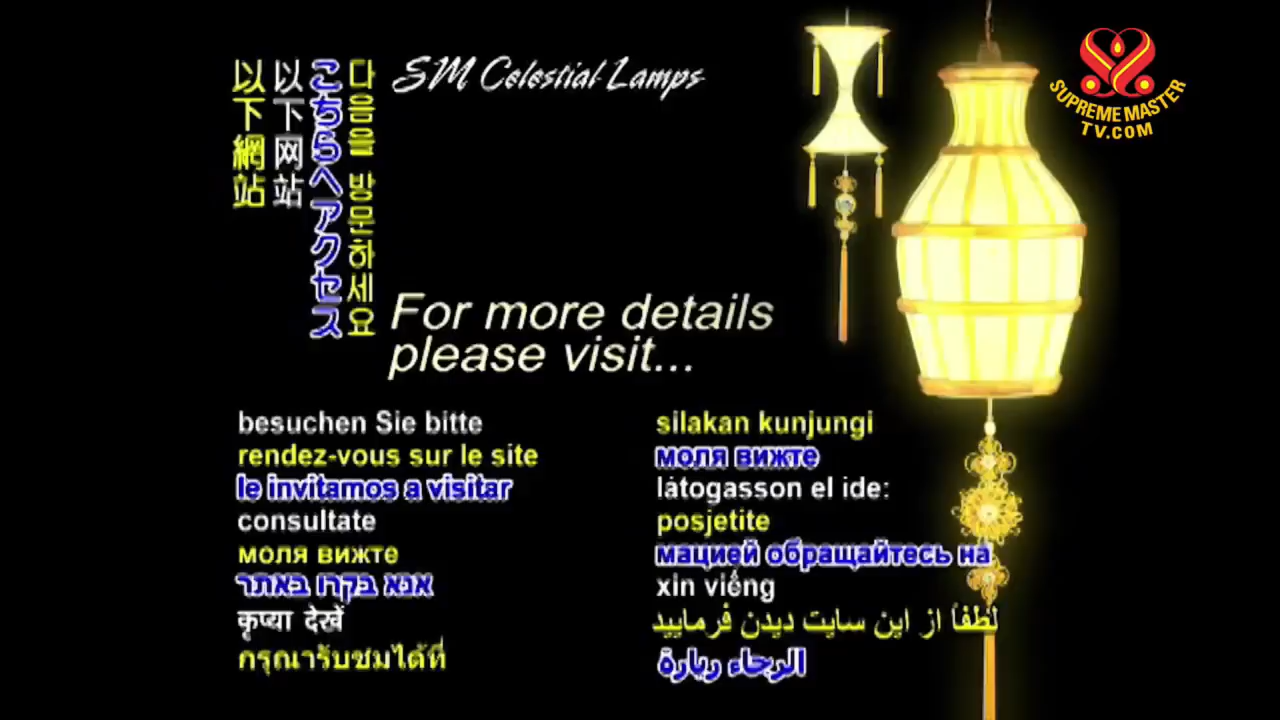 以下網站
以下网站
こちらへアクセス
다음을 방문하세요
SM Celestial Lamps
SUPREME MASTER
TV.COM
For more details
please visit...
besuchen Sie bitte
rendez-vous sur le site
le invitamos a visitar
consultate
моля вижте
אנא בקרו באתר
कृप्या देखें
กรุณารับชมได้ที่
silakan kunjungi
моля вижте
látogasson el ide:
posjetite
мацией обращайтесь на
xin viếng
لطفاً از این سایت دیدن فرمایید
الرجاء زيارة